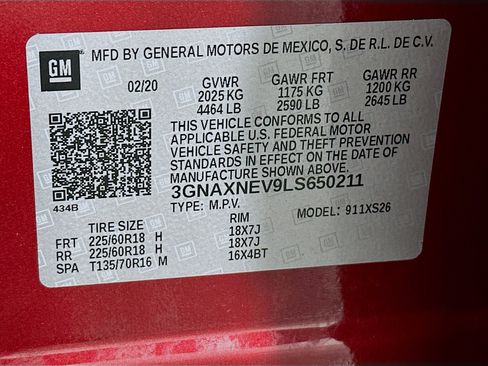 GM
MFD BY GENERAL MOTORS DE MEXICO, S. DE R.L. DE C.V.
02/20 GVWR GAWR FRT GAWR RR
2025 KG 1175 KG 1200 KG
4464 LB 2590 LB 2645 LB
THIS VEHICLE CONFORMS TO ALL
APPLICABLE U.S. FEDERAL MOTOR
VEHICLE SAFETY AND THEFT PREVENTION
STANDARDS IN EFFECT ON THE DATE OF
MANUFACTURE SHOWN ABOVE.
3GNAXNEV9LS650211
434B TYPE: M.P.V. MODEL: 911XS26
TIRE SIZE RIM
FRT 225/60R18 H 18X7J
RR 225/60R18 H 18X7J
SPA T135/70R16 M 16X4BT